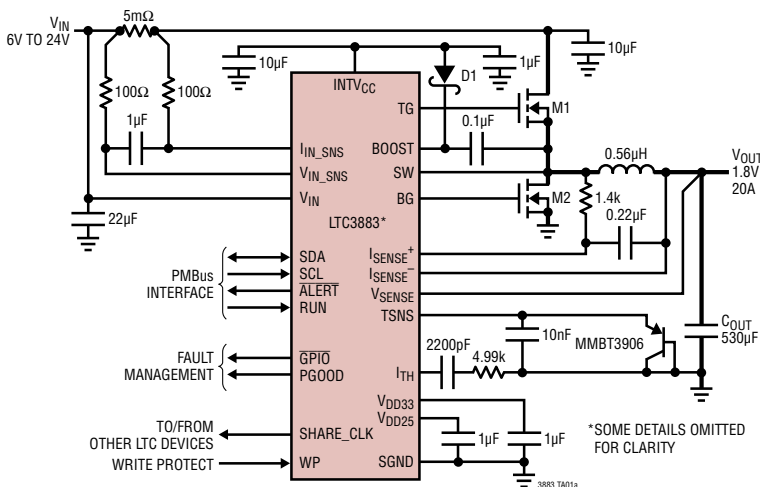 5mΩ
VIN
6V TO 24V
10µF
1µF
10µF
D1
INTVCC
100Ω
100Ω
TG
M1
1µF
0.1µF
0.56µH
IIN_SNS
BOOST
VOUT
1.8V
20A
VIN_SNS
SW
VIN
BG
M2
1.4k
LTC3883*
0.22µF
22µF
ISENSE+
SDA
ISENSE–
PMBus
INTERFACE
SCL
VSENSE
ALERT
RUN
TSNS
10nF
MMBT3906
COUT
530µF
2200pF
4.99k
FAULT
MANAGEMENT
GPIO
PGOOD
ITH
VDD33
VDD25
TO/FROM
OTHER LTC DEVICES
SHARE_CLK
1µF
1µF
*SOME DETAILS OMITTED
FOR CLARITY
WRITE PROTECT
WP
SGND
3883 TA01a